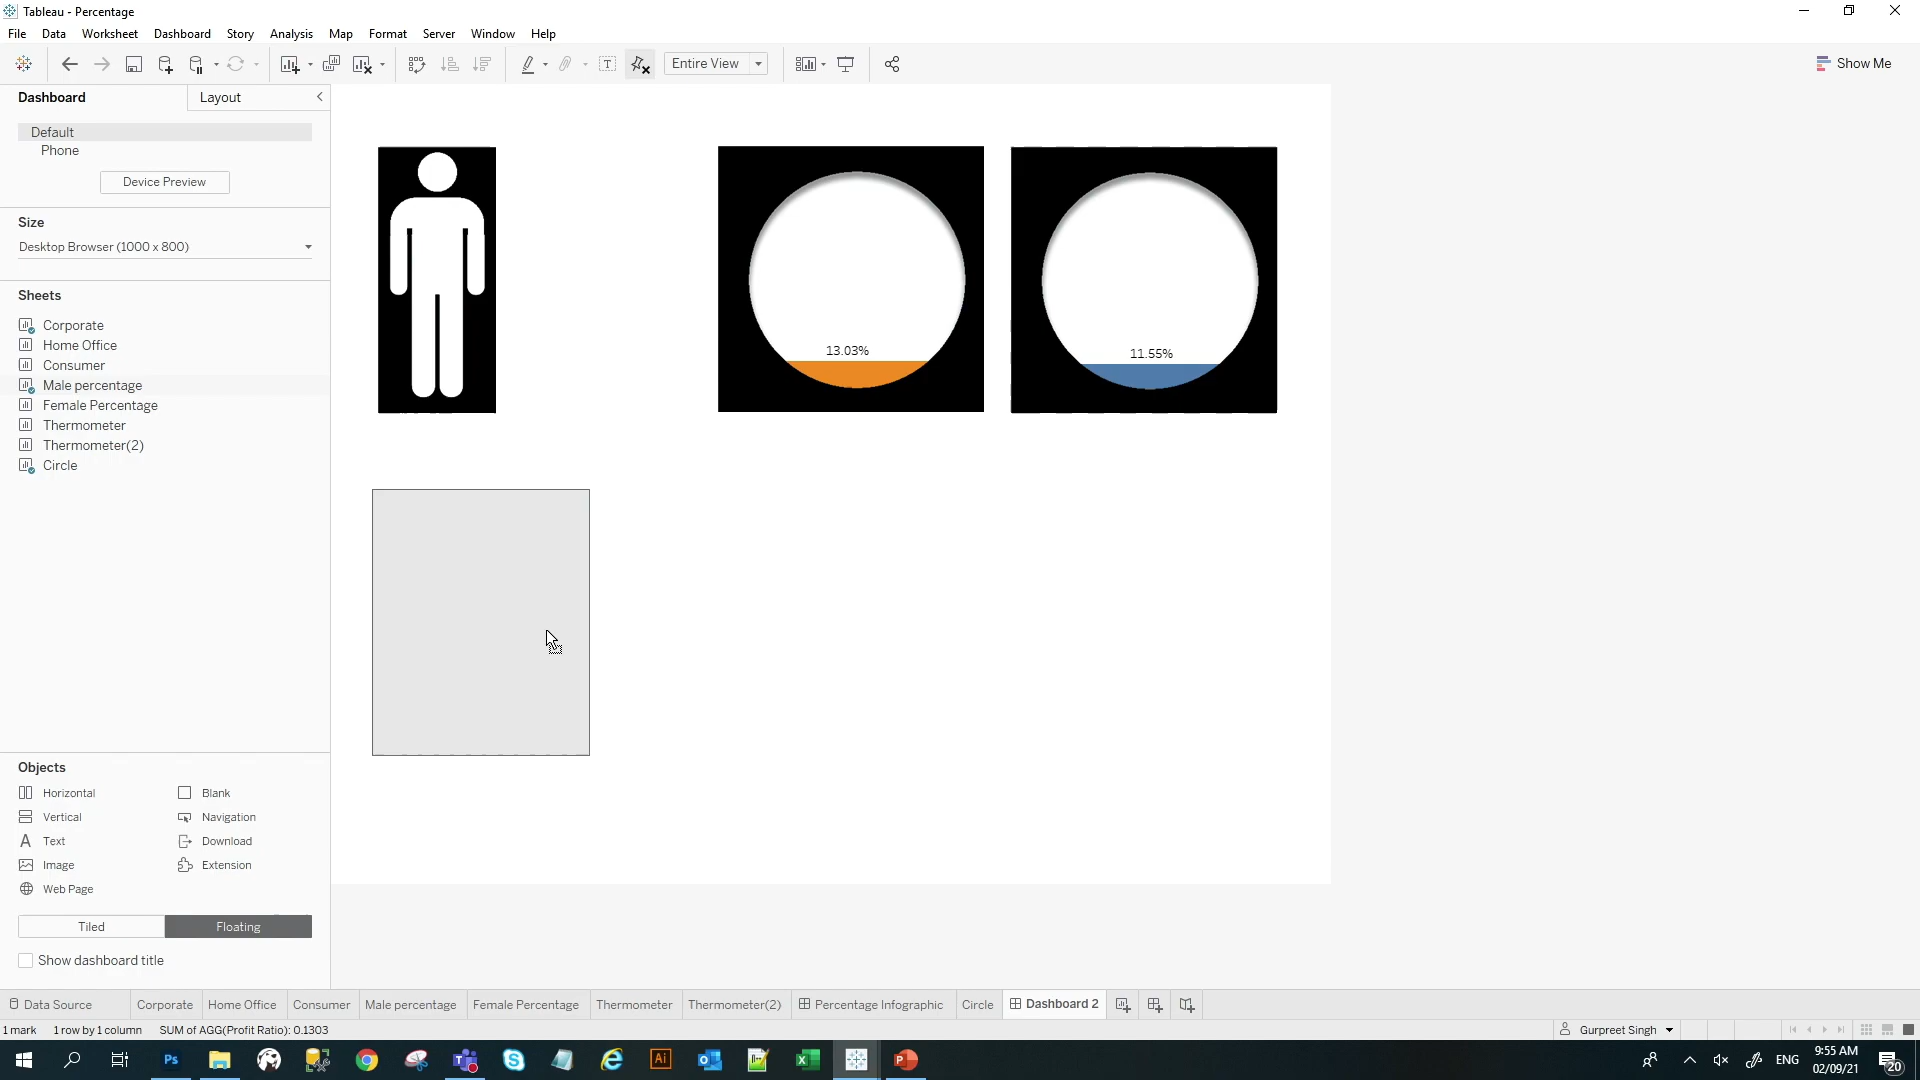 Tableau - Percentage
File Data Worksheet Dashboard Story Analysis Map Format Server Window Help
Entire View
Show Me
Dashboard
Layout
Default
Phone
Device Preview
Size
Desktop Browser (1000 x 800)
Sheets
Corporate
Home Office
Consumer
Male percentage
Female Percentage
Thermometer
Thermometer(2)
Circle
13.03%
11.55%
Objects
Horizontal
Blank
Vertical
Navigation
Text
Download
Image
Extension
Web Page
Tiled
Floating
Show dashboard title
Data Source Corporate Home Office Consumer Male percentage Female Percentage Thermometer Thermometer(2) Percentage Infographic Circle Dashboard 2
1 mark 1 row by 1 column SUM of AGG(Profit Ratio): 0.1303
Gurpreet Singh
Ps
Ai
ENG
9:55 AM
02/09/21
20